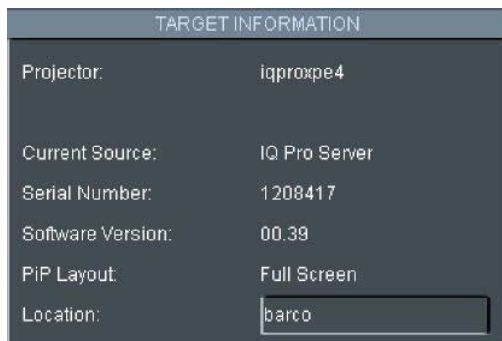 TARGET INFORMATION
Projector: iqproxpe4
Current Source: IQ Pro Server
Serial Number: 1208417
Software Version: 00.39
PiP Layout: Full Screen
Location: barco